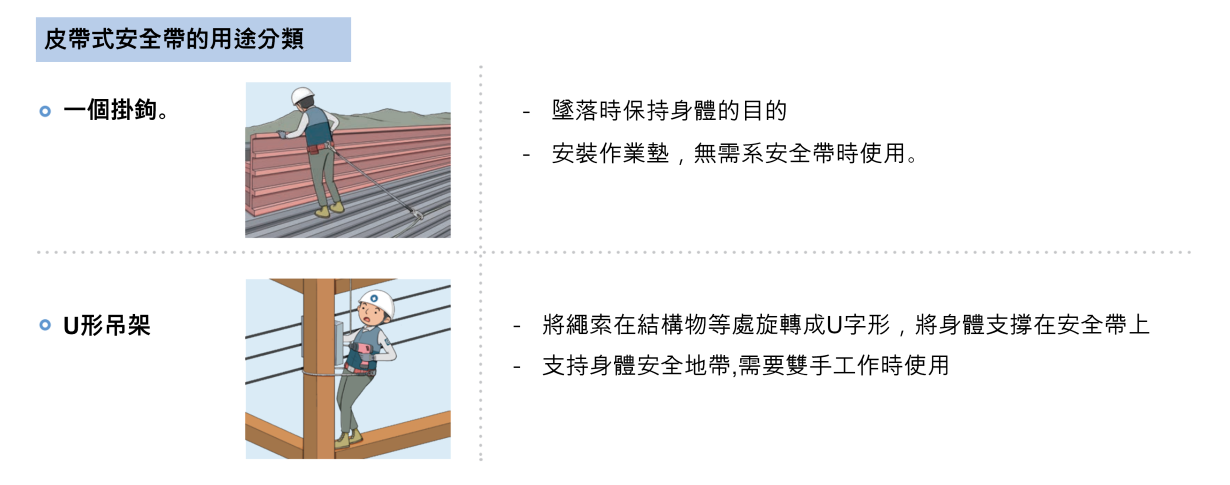 皮帶式安全帶的用途分類
一個掛鉤。
- 墜落時保持身體的目的
- 安裝作業墊，無需系安全帶時使用。
U形吊架
- 將繩索在結構物等處旋轉成U字形，將身體支撐在安全帶上
- 支持身體安全地帶,需要雙手工作時使用